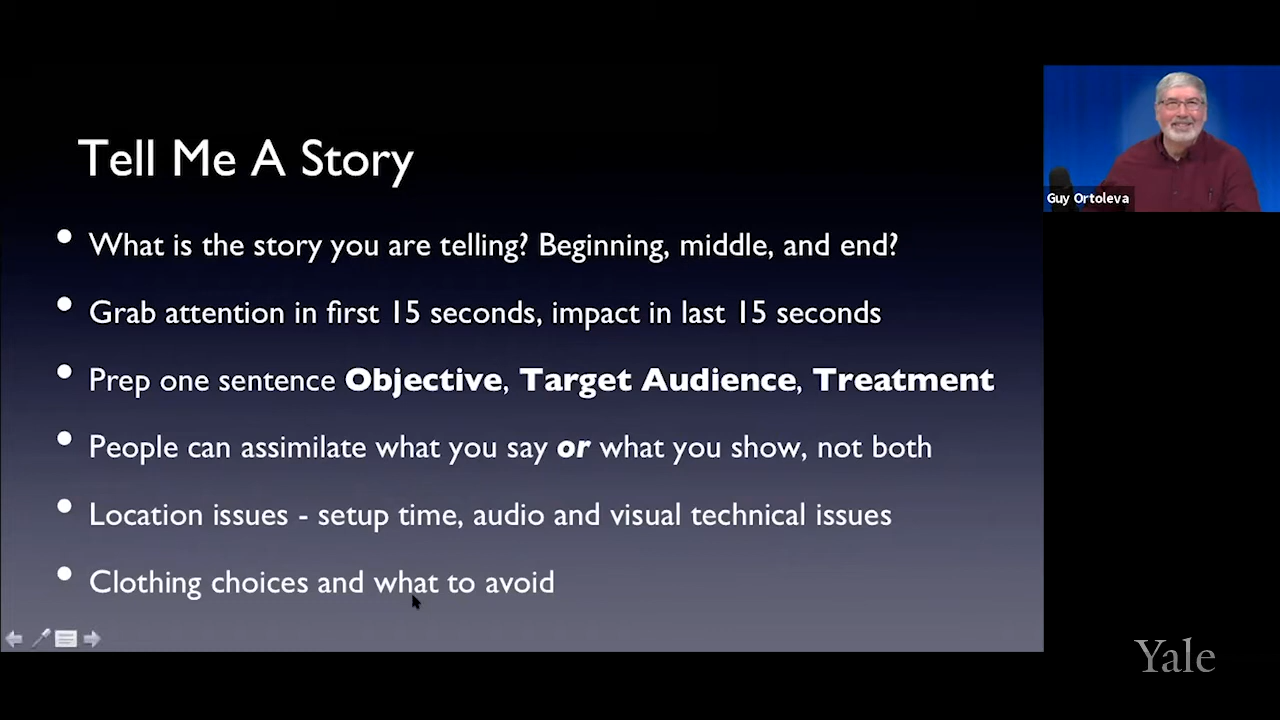 Tell Me A Story
• What is the story you are telling? Beginning, middle, and end?
• Grab attention in first 15 seconds, impact in last 15 seconds
• Prep one sentence Objective, Target Audience, Treatment
• People can assimilate what you say or what you show, not both
• Location issues - setup time, audio and visual technical issues
• Clothing choices and what to avoid
Guy Ortoleva
Yale